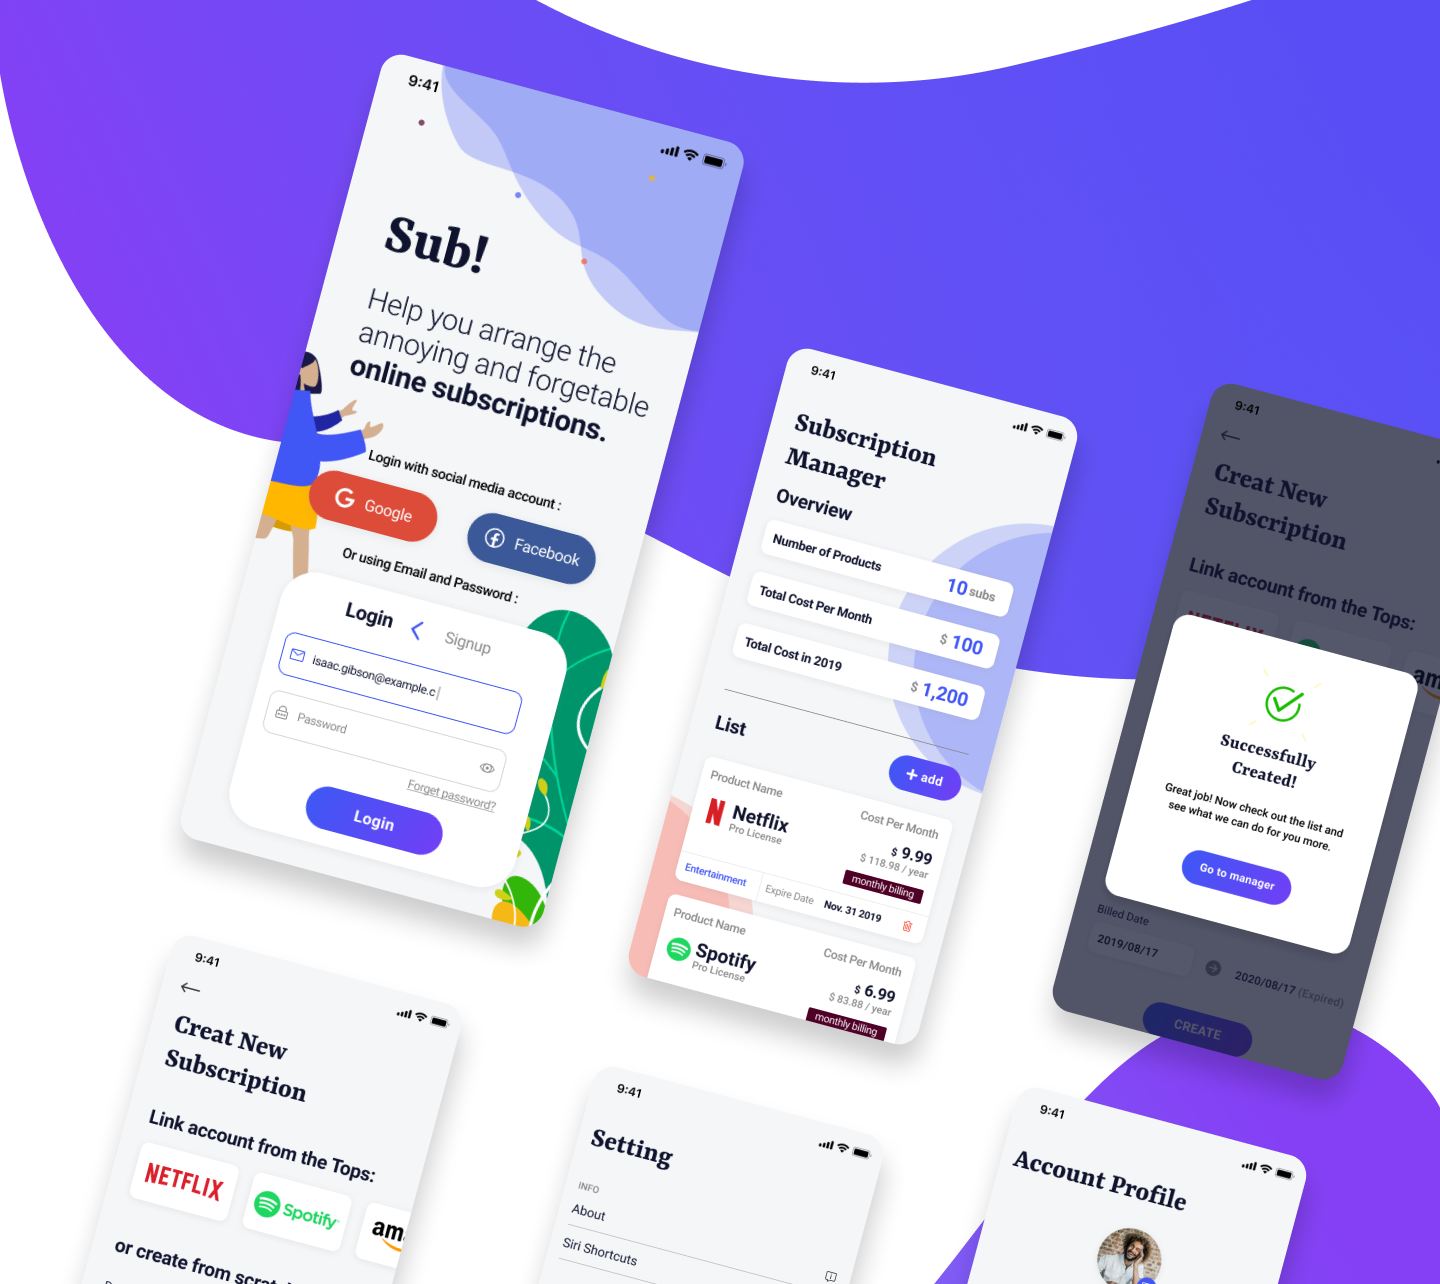 9:41
Sub!
Help you arrange the
annoying and forgetable
online subscriptions.
Login with social media account :
Google
Facebook
Or using Email and Password :
Login
Signup
isaac.gibson@example.c
Password
Forget password?
Login
9:41
Subscription
Manager
Overview
Number of Products
10 subs
Total Cost Per Month
$ 100
Total Cost in 2019
$ 1,200
List
+ add
Product Name
Cost Per Month
Netflix
Pro License
$ 9.99
$ 118.98 / year
monthly billing
Entertainment
Expire Date
Nov. 31 2019
Product Name
Cost Per Month
Spotify
Pro License
$ 6.99
$ 83.88 / year
monthly billing
9:41
Creat New
Subscription
Link account from the Tops:
NETFLIX
am
Successfully
Created!
Great job! Now check out the list and
see what we can do for you more.
Go to manager
Billed Date
2019/08/17
2020/08/17 (Expired)
CREATE
9:41
Creat New
Subscription
Link account from the Tops:
NETFLIX
Spotify
am
or create from scrat
9:41
Setting
INFO
About
Siri Shortcuts
9:41
Account Profile